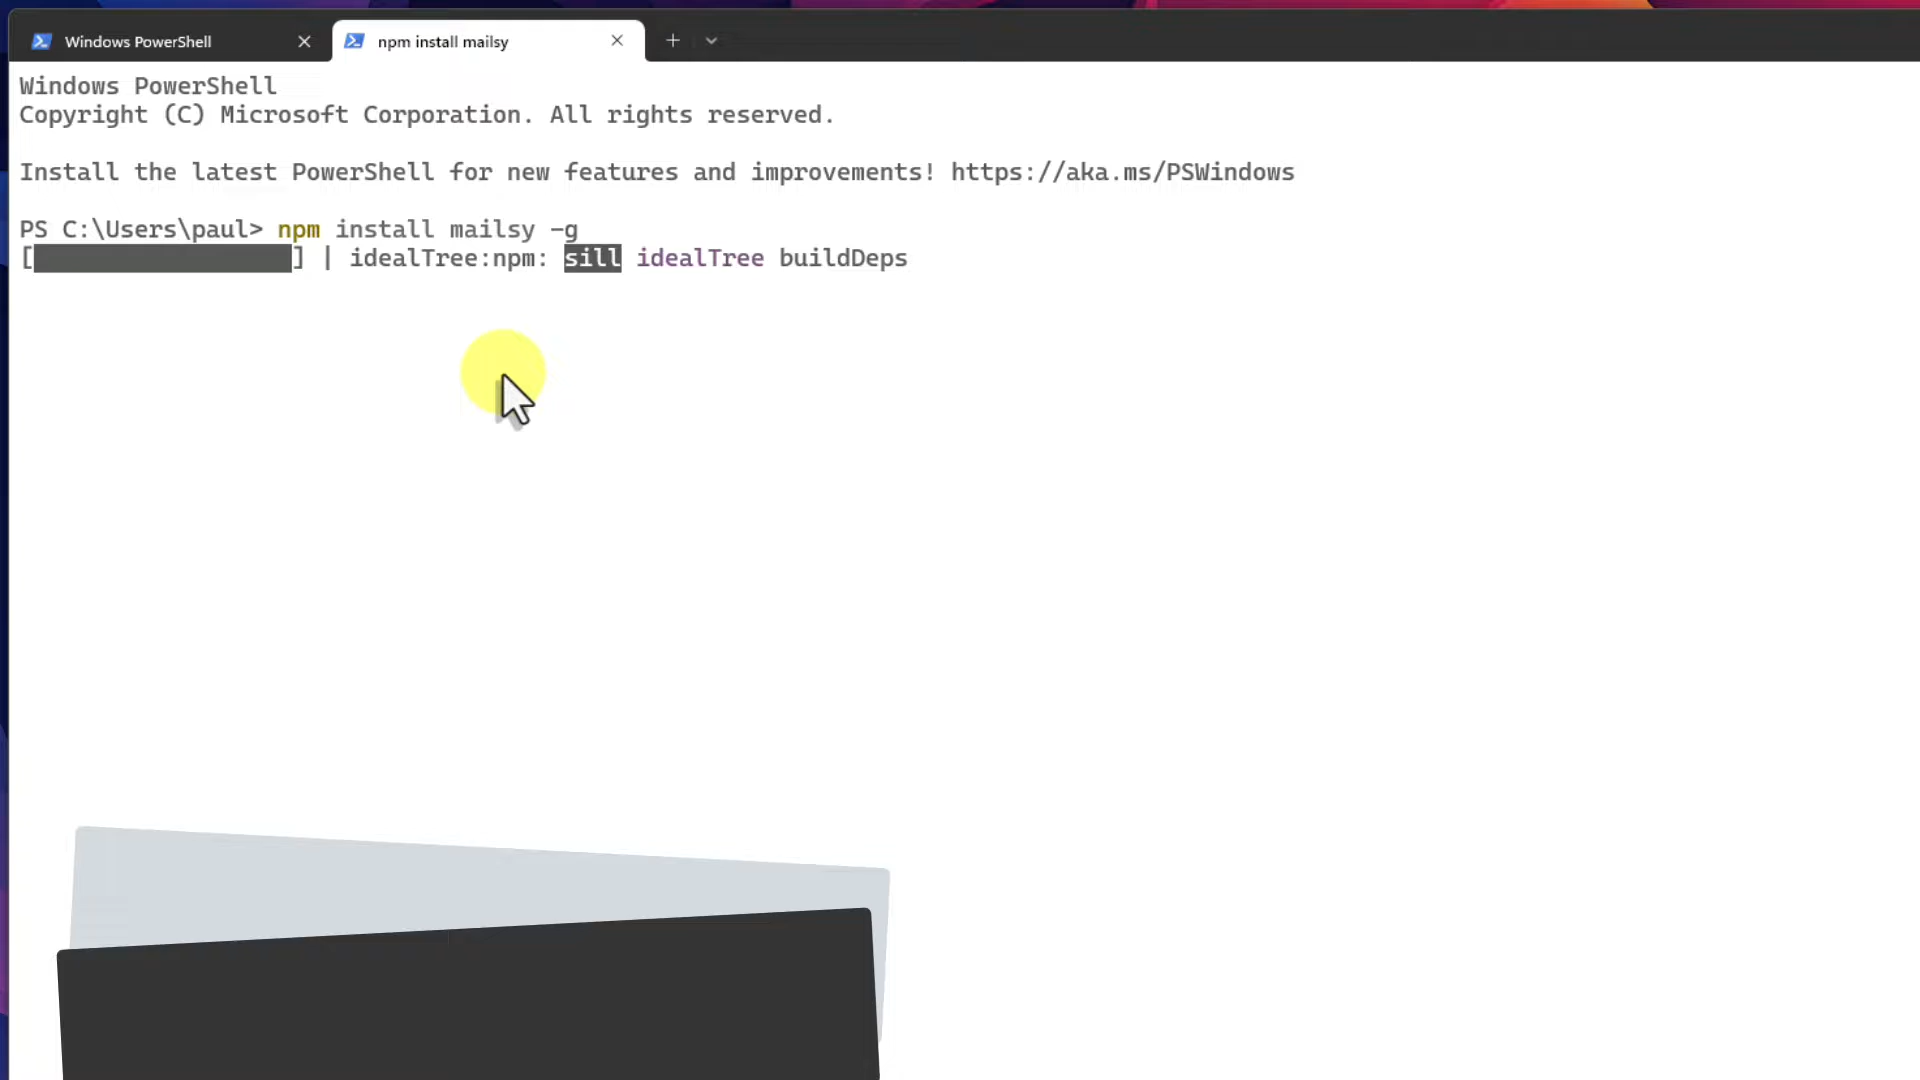 Windows PowerShell
npm install mailsy
Windows PowerShell
Copyright (C) Microsoft Corporation. All rights reserved.
Install the latest PowerShell for new features and improvements! https://aka.ms/PSWindows
PS C:\Users\paul> npm install mailsy -g
[                  ] | idealTree:npm: sill idealTree buildDeps